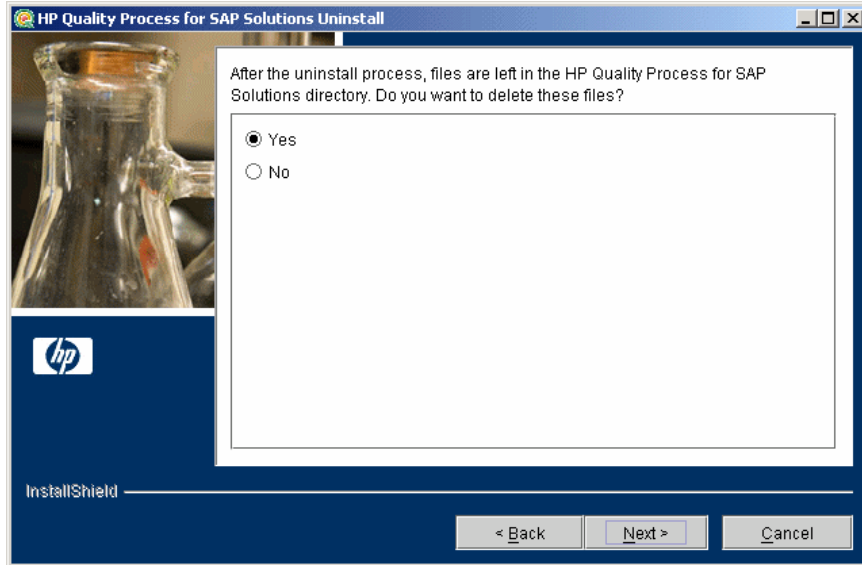 HP Quality Process for SAP Solutions Uninstall
After the uninstall process, files are left in the HP Quality Process for SAP
Solutions directory. Do you want to delete these files?
Yes
No
hp
InstallShield
< Back
Next >
Cancel